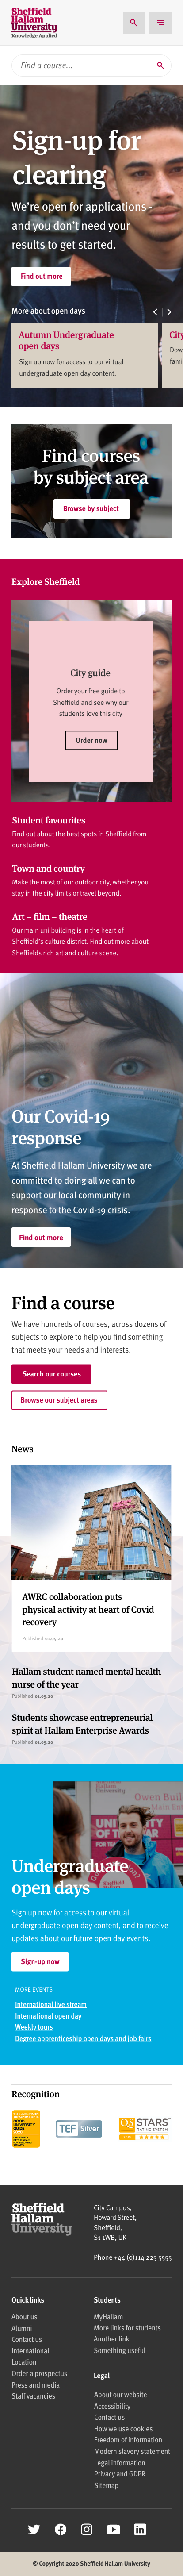 Sheffield
Hallam
University
Knowledge Applied
Find a course...
Sign-up for
clearing
We're open for applications -
and you don't need your
results to get started.
Find out more
More about open days
Autumn Undergraduate
open days
Sign up now for access to our virtual
undergraduate open day content.
City
Dow
fami
Find courses
by subject area
Browse by subject
Explore Sheffield
City guide
Order your free guide to
Sheffield and see why our
students love this city
Order now
Student favourites
Find out about the best spots in Sheffield from
our students.
Town and country
Make the most of our outdoor city, whether you
stay in the city limits or travel beyond.
Art – film – theatre
Our main uni building is in the heart of
Sheffield's culture district. Find out more about
Sheffields rich art and culture scene.
Our Covid-19
response
At Sheffield Hallam University we are
committed to doing all we can to
support our local community in
response to the Covid-19 crisis.
Find out more
Find a course
We have hundreds of courses, across dozens of
subjects to explore to help you find something
that meet your needs and interests.
Search our courses
Browse our subject areas
News
AWRC collaboration puts
physical activity at heart of Covid
recovery
Published 01.05.20
Hallam student named mental health
nurse of the year
Published 01.05.20
Students showcase entrepreneurial
spirit at Hallam Enterprise Awards
Published 01.05.20
Owen Buil
Undergraduate
open days
Sign up now for access to our virtual
undergraduate open day content, and to receive
updates about our future open day events.
Sign-up now
MORE EVENTS
International live stream
International open day
Weekly tours
Degree apprenticeship open days and job fairs
Recognition
GOOD
UNIVERSITY
GUIDE
TEF Silver
QS STARS
RATING SYSTEM
Sheffield
Hallam
University
City Campus,
Howard Street,
Sheffield,
S1 1WB, UK
Phone +44 (0)114 225 5555
Quick links
About us
Alumni
Contact us
International
Location
Order a prospectus
Press and media
Staff vacancies
Students
MyHallam
More links for students
Another link
Something useful
Legal
About our website
Accessibility
Contact us
How we use cookies
Freedom of information
Modern slavery statement
Legal information
Privacy and GDPR
Sitemap
© Copyright 2020 Sheffield Hallam University